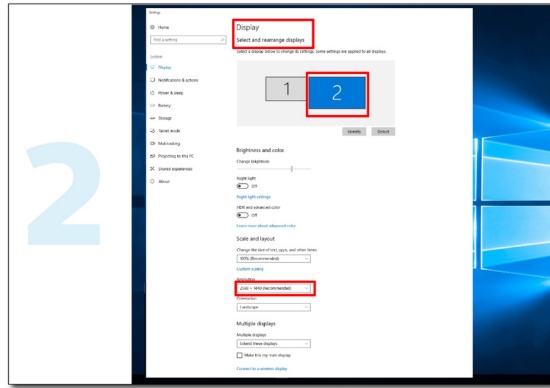 Settings
Home
Find a setting
System
Display
Notifications & actions
Power & sleep
Battery
Storage
Tablet mode
Multitasking
Projecting to this PC
Shared experiences
About
2
Display
Select and rearrange displays
Select a display below to change its settings. Some settings are applied to all displays.
1
2
Identify
Detect
Brightness and color
Change brightness
Night light
Off
Night light settings
HDR and advanced color
Off
Learn more about advanced color
Scale and layout
Change the size of text, apps, and other items
100% (Recommended)
Custom scaling
Resolution
2560 × 1440 (Recommended)
Orientation
Landscape
Multiple displays
Multiple displays
Extend these displays
Make this my main display
Connect to a wireless display